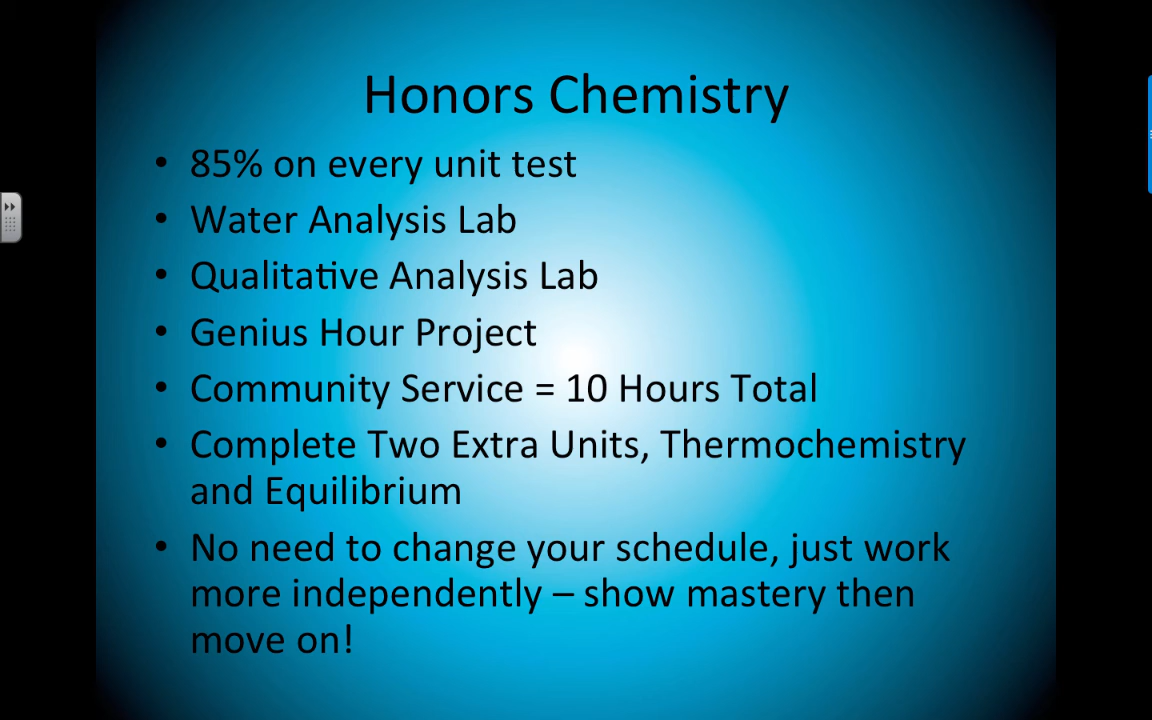 Honors Chemistry
• 85% on every unit test
• Water Analysis Lab
• Qualitative Analysis Lab
• Genius Hour Project
• Community Service = 10 Hours Total
• Complete Two Extra Units, Thermochemistry
and Equilibrium
• No need to change your schedule, just work
more independently – show mastery then
move on!